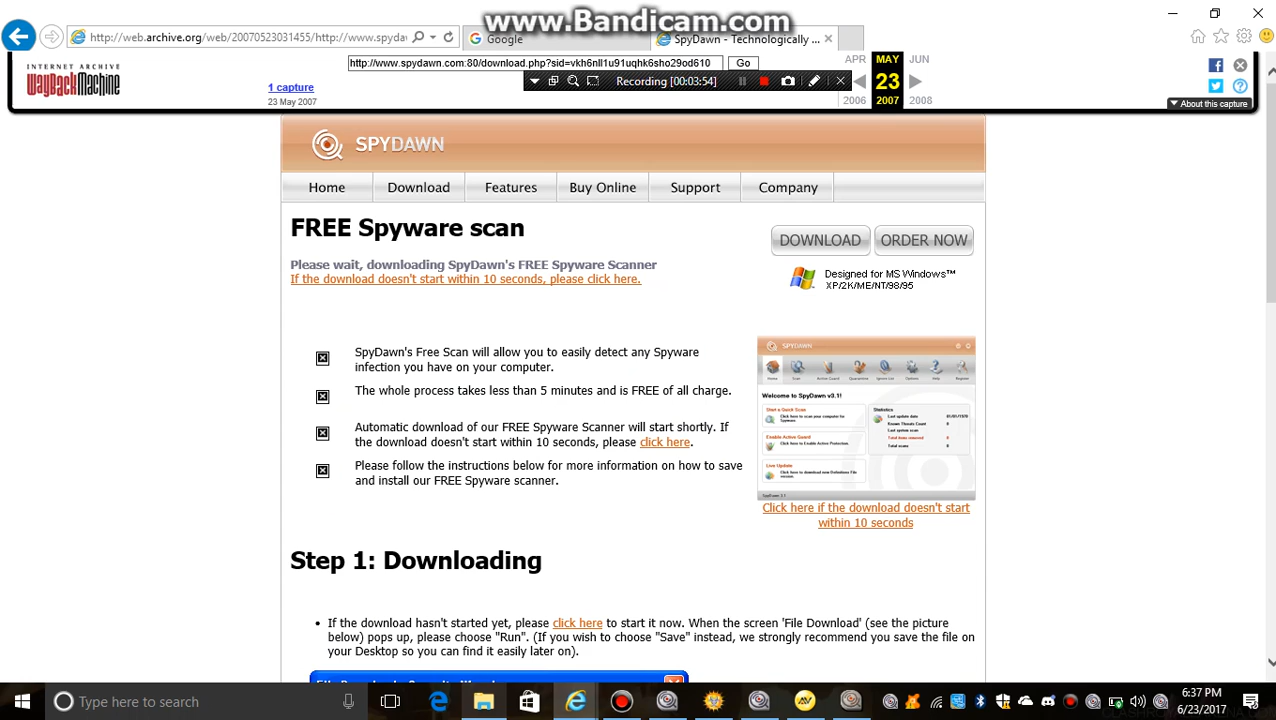 www.Bandicam.com
http://web.archive.org/web/20070523031455/http://www.spyda
Google
SpyDawn - Technologically ...
INTERNET ARCHIVE
WayBackMachine
1 capture
23 May 2007
http://www.spydawn.com:80/download.php?sid=vkh6nll1u91uqhk6sho29od610
Go
Recording [00:03:54]
APR MAY JUN
23
2006 2007 2008
About this capture
SPYDAWN
Home Download Features Buy Online Support Company
FREE Spyware scan
DOWNLOAD ORDER NOW
Please wait, downloading SpyDawn's FREE Spyware Scanner
If the download doesn't start within 10 seconds, please click here.
Designed for MS Windows™
XP/2K/ME/NT/98/95
SpyDawn's Free Scan will allow you to easily detect any Spyware
infection you have on your computer.
The whole process takes less than 5 minutes and is FREE of all charge.
Automatic download of our FREE Spyware Scanner will start shortly. If
the download doesn't start within 10 seconds, please click here.
Please follow the instructions below for more information on how to save
and install our FREE Spyware scanner.
SPYDAWN
Welcome to SpyDawn v3.1!
Start a Quick Scan
Statistics
Enable Active Guard
Live Update
Click here if the download doesn't start
within 10 seconds
Step 1: Downloading
• If the download hasn't started yet, please click here to start it now. When the screen 'File Download' (see the picture
below) pops up, please choose "Run". (If you wish to choose "Save" instead, we strongly recommend you save the file on
your Desktop so you can find it easily later on).
Type here to search
6:37 PM
6/23/2017